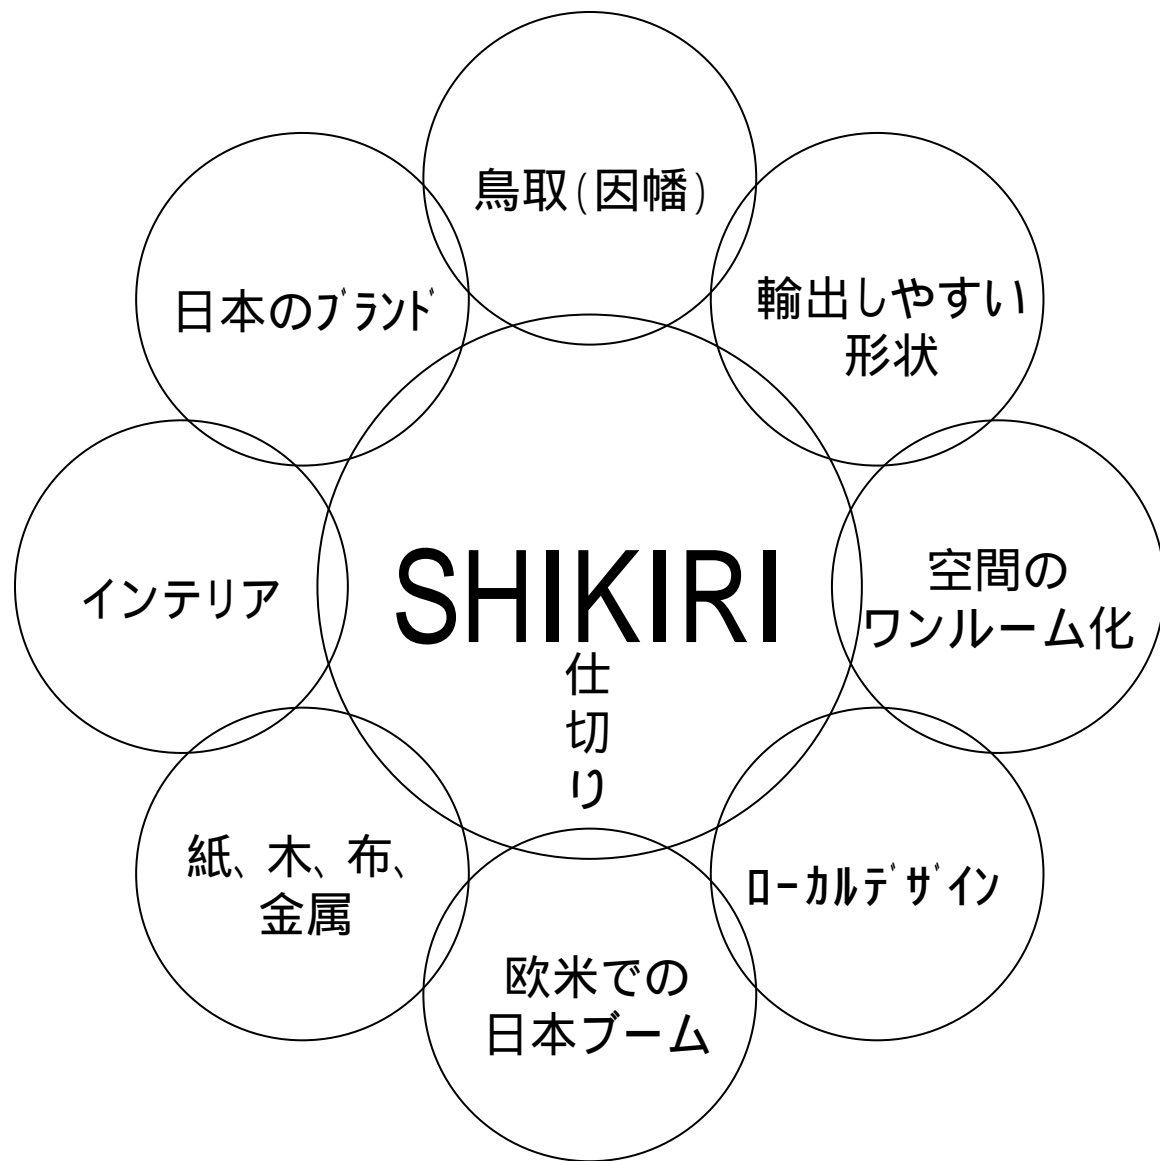 鳥取(因幡)
日本のﾌﾞﾗﾝﾄﾞ
輸出しやすい
形状
インテリア
SHIKIRI
仕切り
空間の
ワンルーム化
紙、木、布、
金属
ﾛｰｶﾙﾃﾞｻﾞｲﾝ
欧米での
日本ブーム